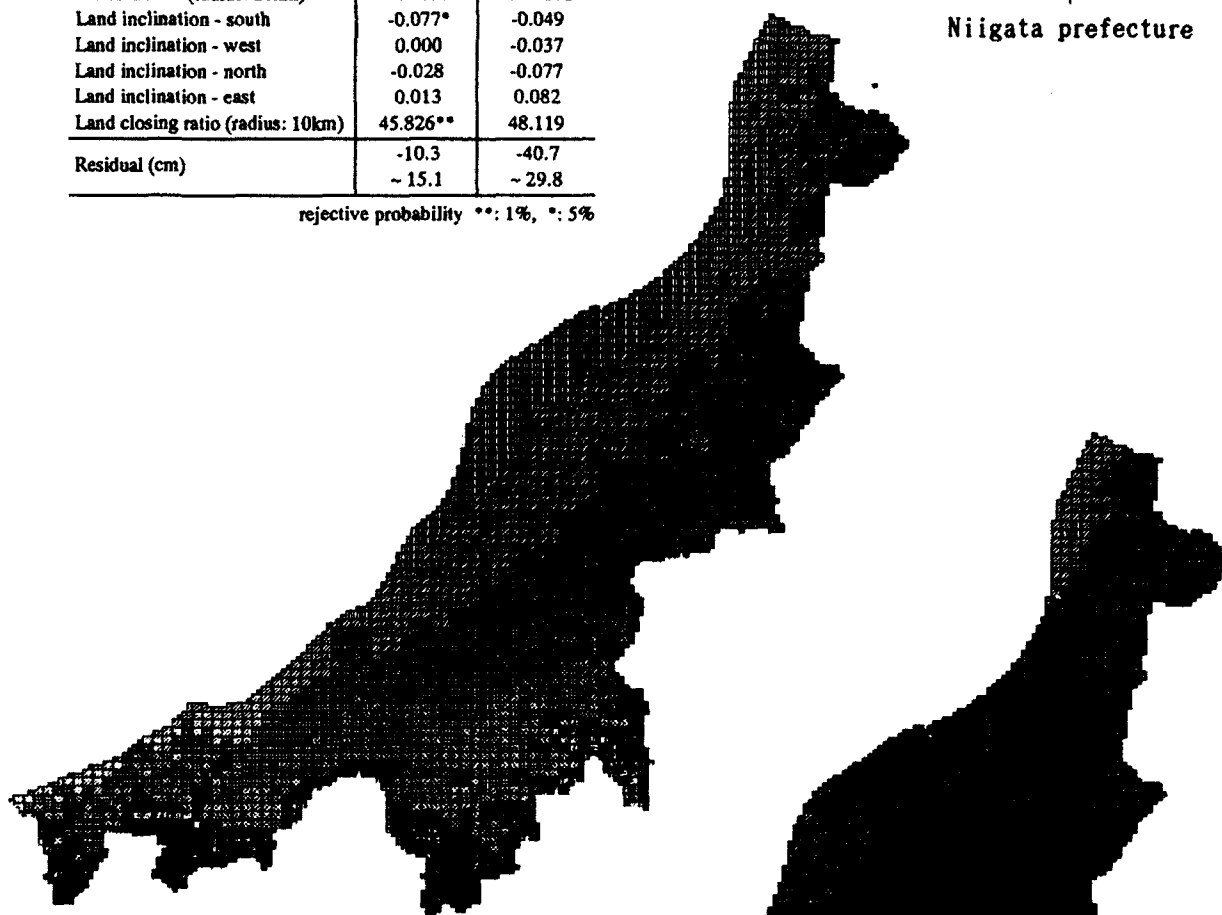 Land inclination - south -0.077* -0.049
Land inclination - west 0.000 -0.037
Land inclination - north -0.028 -0.077
Land inclination - east 0.013 0.082
Land closing ratio (radius: 10km) 45.826** 48.119
Residual (cm) -10.3 -40.7
~ 15.1 ~ 29.8
rejective probability **: 1%, *: 5%
Niigata prefecture